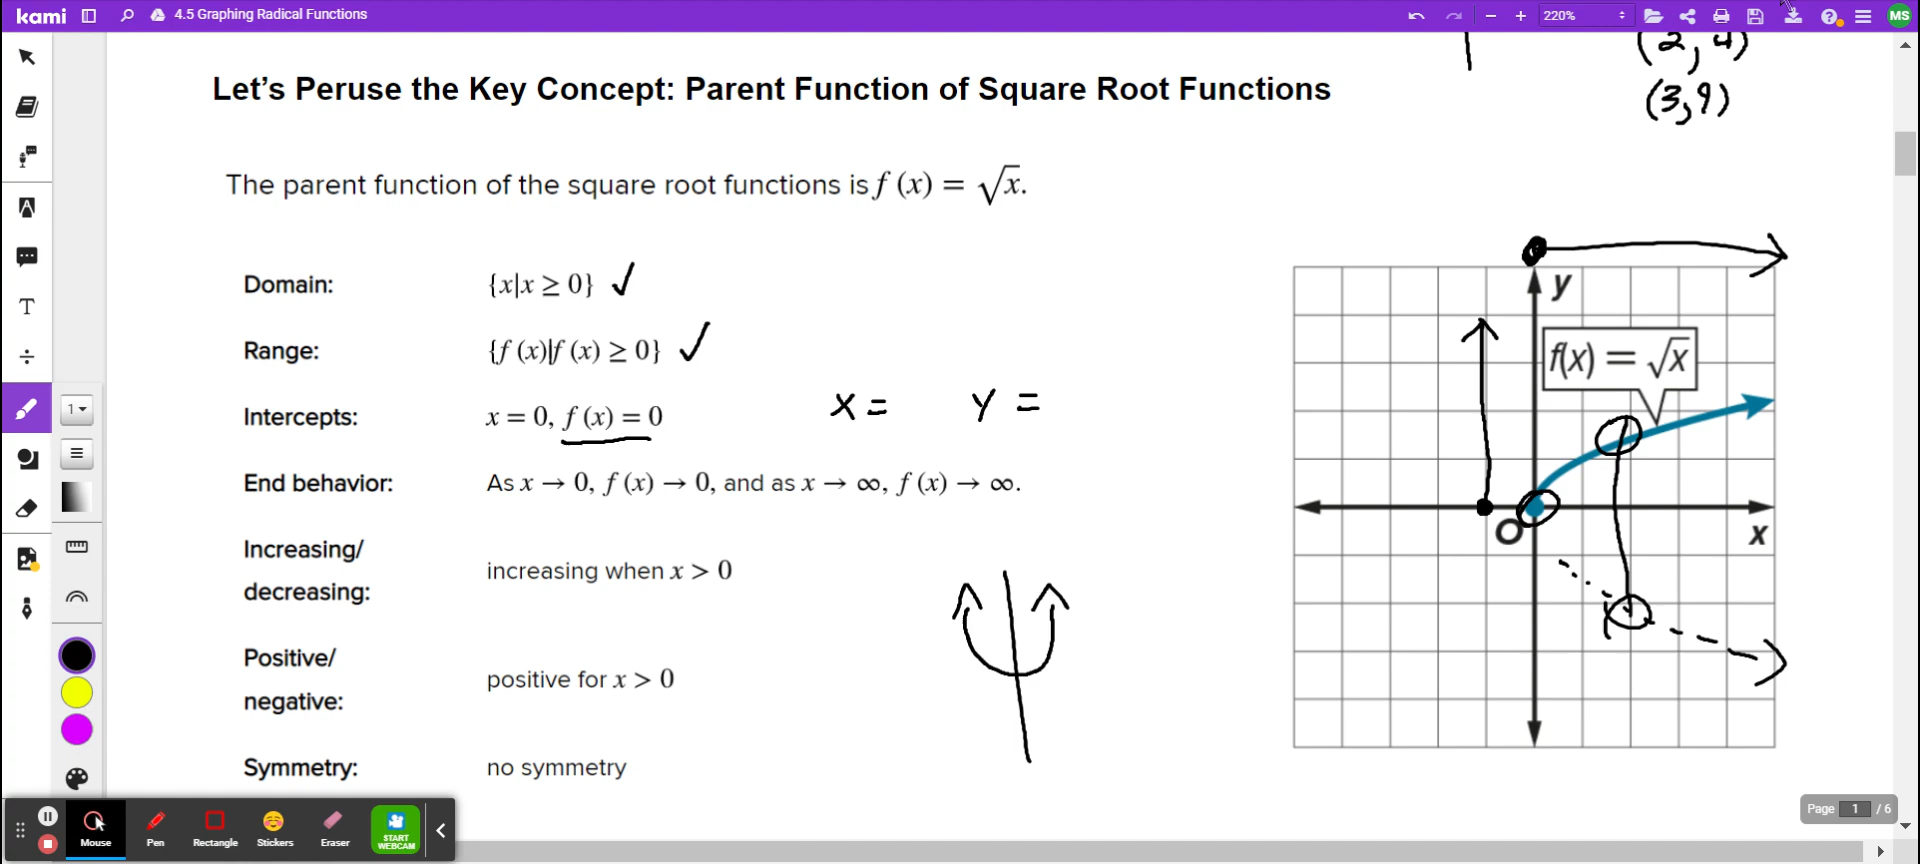 kami 4.5 Graphing Radical Functions 220% MS
(2, 4)
(3, 9)
Let's Peruse the Key Concept: Parent Function of Square Root Functions
The parent function of the square root functions is f (x) = √x.
Domain: {x|x ≥ 0} ✓
Range: {f (x)|f (x) ≥ 0} ✓
Intercepts: x = 0, f (x) = 0 x = y =
End behavior: As x → 0, f (x) → 0, and as x → ∞, f (x) → ∞.
Increasing/
decreasing:
increasing when x > 0
Positive/
negative:
positive for x > 0
Symmetry: no symmetry
y
f(x) = √x
O
x
T
1
Page 1 / 6
Mouse Pen Rectangle Stickers Eraser START
WEBCAM